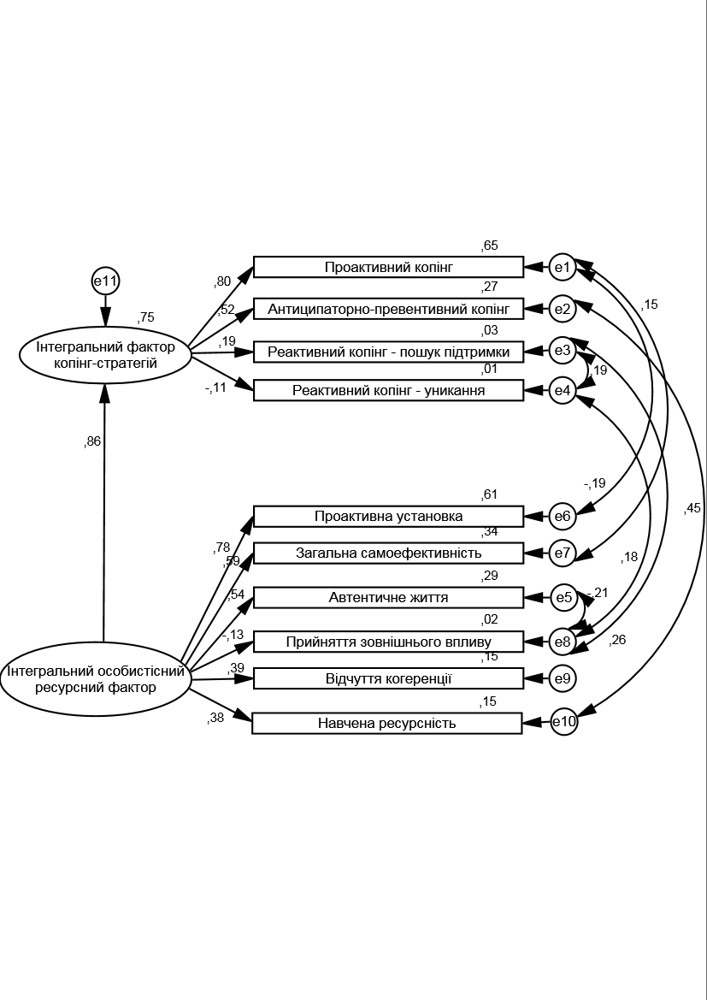 ,65
Проактивний копінг
e1
e11
,80
,27
,15
,75
,52
Антиципаторно-превентивний копінг
e2
,03
Інтегральний фактор
копінг-стратегій
,19
Реактивний копінг - пошук підтримки
e3
,01
,19
-,11
Реактивний копінг - уникання
e4
,86
-,19
,61
Проактивна установка
e6
,45
,34
,78
,59
Загальна самоефективність
e7
,18
,29
,54
Автентичне життя
e5
-,21
,02
-,13
Прийняття зовнішнього впливу
e8
,26
,15
Інтегральний особистісний
ресурсний фактор
,39
Відчуття когеренції
e9
,15
,38
Навчена ресурсність
e10